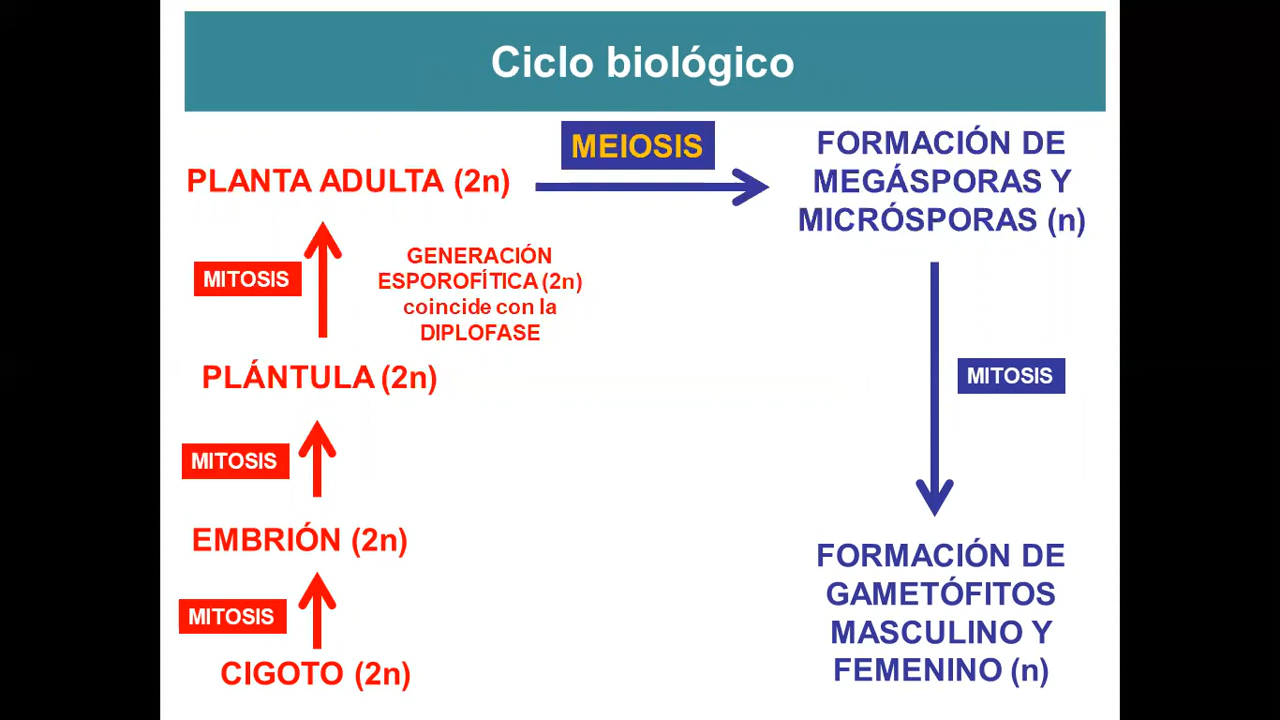 Ciclo biológico
MEIOSIS
PLANTA ADULTA (2n)
FORMACIÓN DE
MEGÁSPORAS Y
MICRÓSPORAS (n)
MITOSIS
GENERACIÓN
ESPOROFÍTICA (2n)
coincide con la
DIPLOFASE
PLÁNTULA (2n)
MITOSIS
MITOSIS
EMBRIÓN (2n)
MITOSIS
CIGOTO (2n)
FORMACIÓN DE
GAMETÓFITOS
MASCULINO Y
FEMENINO (n)